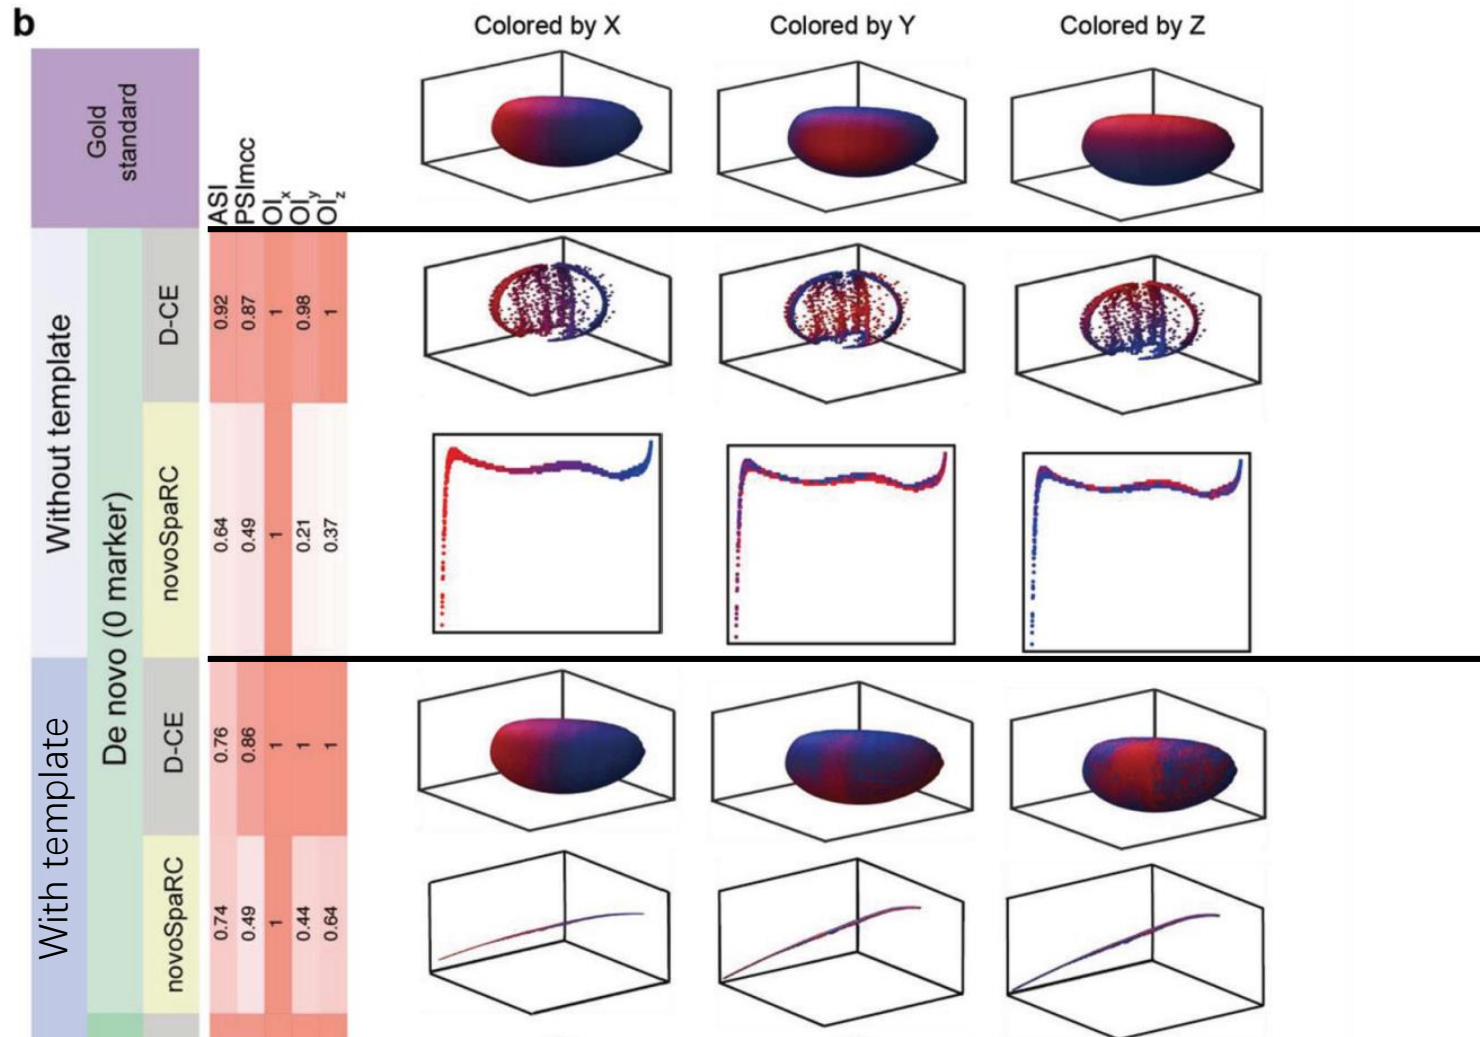 b
Colored by X
Colored by Y
Colored by Z
Gold
standard
ASI
PSImcc
OIx
OIy
OIz
Without template
De novo (0 marker)
D-CE
0.92
0.87
1
0.98
1
novoSpaRC
0.64
0.49
1
0.21
0.37
With template
D-CE
0.76
0.86
1
1
1
novoSpaRC
0.74
0.49
1
0.44
0.64